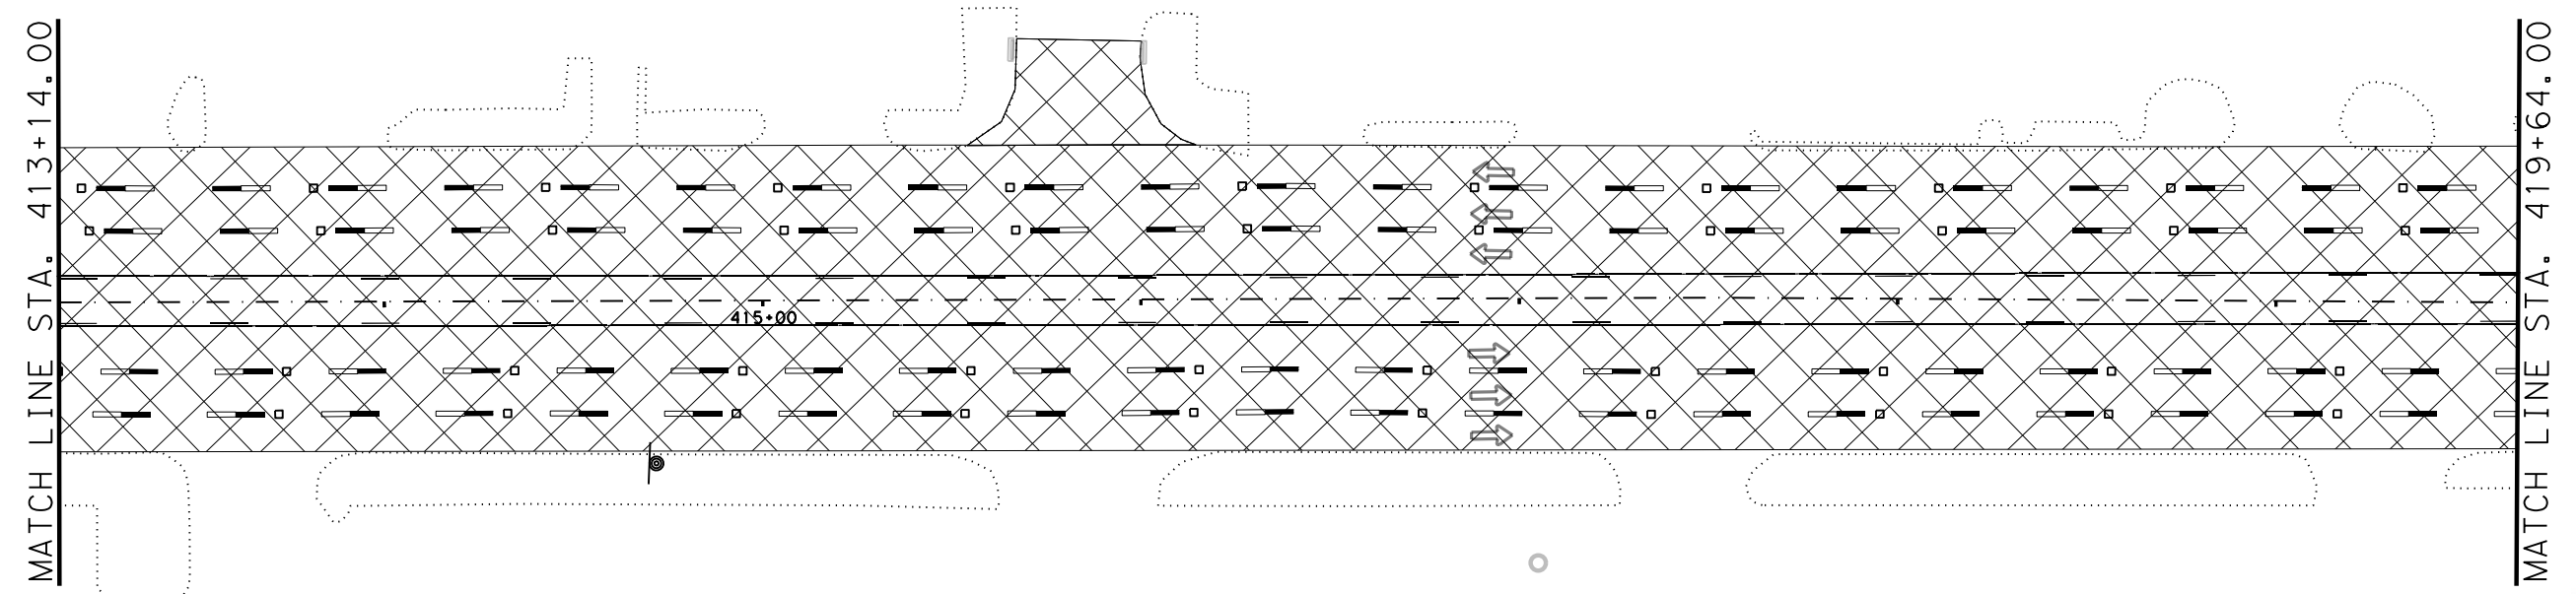 MATCH LINE STA. 413+14.00
415+00
MATCH LINE STA. 419+64.00